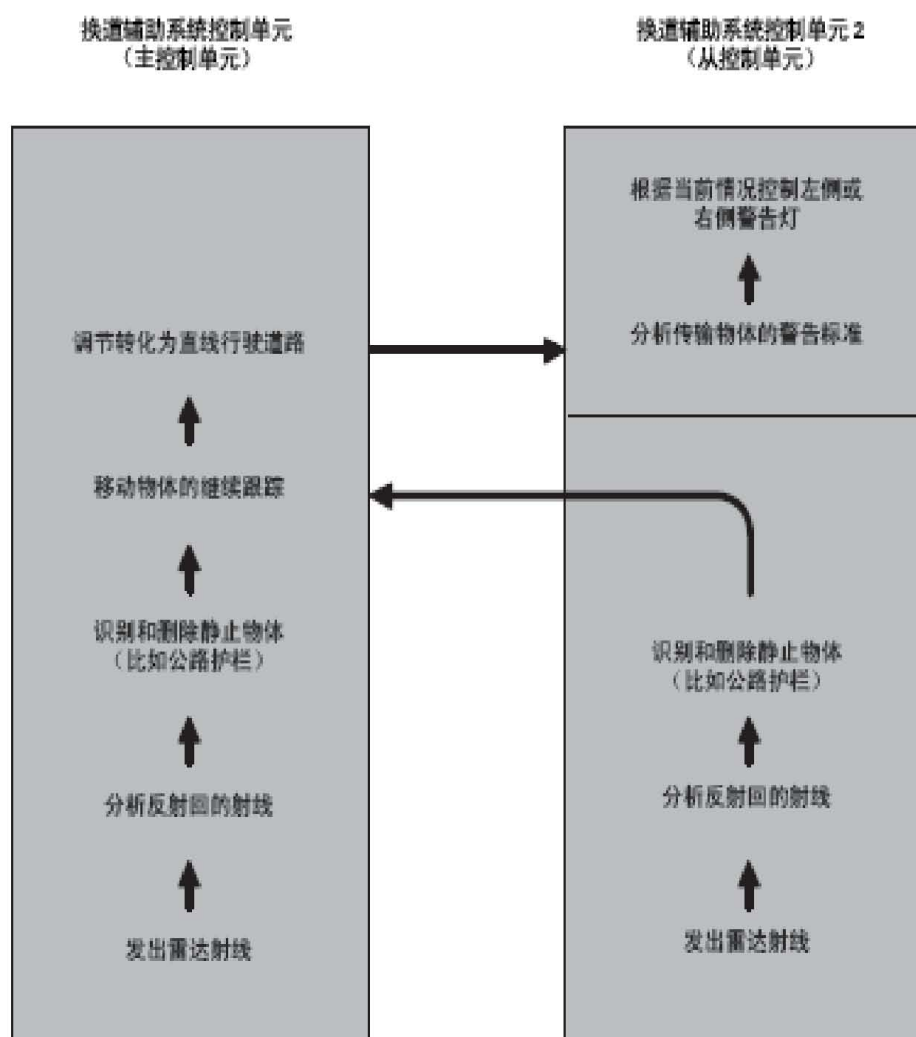 换道辅助系统控制单元
（主控制单元）
调节转化为直线行驶道路
移动物体的继续跟踪
识别和删除静止物体
（比如公路护栏）
分析反射回的射线
发出雷达射线
换道辅助系统控制单元 2
（从控制单元）
根据当前情况控制左侧或
右侧警告灯
分析传输物体的警告标准
识别和删除静止物体
（比如公路护栏）
分析反射回的射线
发出雷达射线